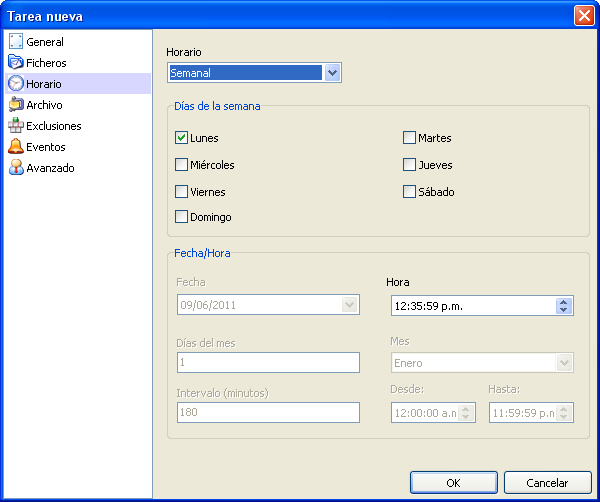 Tarea nueva
General
Ficheros
Horario
Archivo
Exclusiones
Eventos
Avanzado
Horario
Semanal
Días de la semana
Lunes
Martes
Miércoles
Jueves
Viernes
Sábado
Domingo
Fecha/Hora
Fecha
Hora
09/06/2011
12:35:59 p.m.
Días del mes
Mes
1
Enero
Intervalo (minutos)
Desde:
Hasta:
180
12:00:00 a.n
11:59:59 p.n
OK
Cancelar